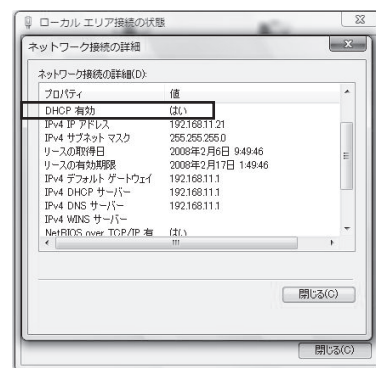 ローカル エリア接続の状態
ネットワーク接続の詳細
ネットワーク接続の詳細(D):
プロパティ 値
DHCP 有効 はい
IPv4 IP アドレス 192.168.11.21
IPv4 サブネット マスク 255.255.255.0
リースの取得日 2008年2月6日 9:49:46
リースの有効期限 2008年2月17日 1:49:46
IPv4 デフォルト ゲートウェイ 192.168.11.1
IPv4 DHCP サーバー 192.168.11.1
IPv4 DNS サーバー 192.168.11.1
IPv4 WINS サーバー
NetBIOS over TCP/IP 有 はい
閉じる(C)
閉じる(C)